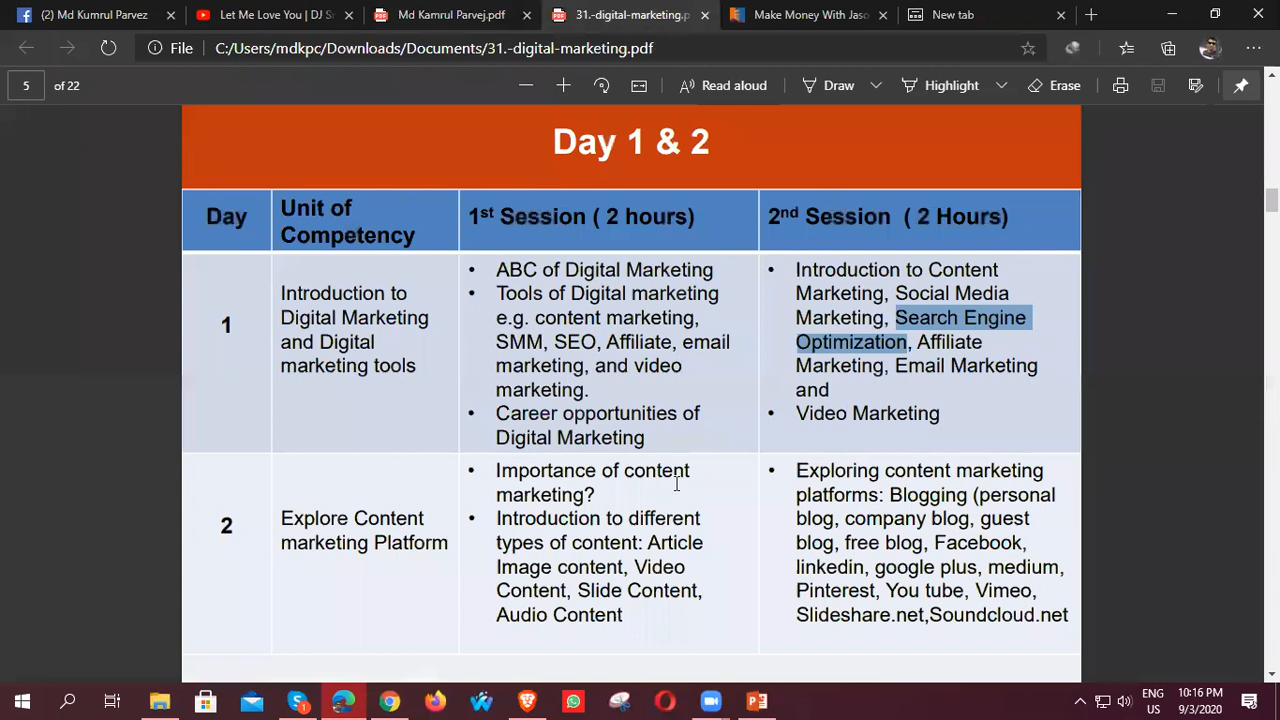 (2) Md Kumrul Parvez
Let Me Love You | DJ S
Md Kamrul Parvej.pdf
31.-digital-marketing.p
Make Money With Jaso
New tab
File
C:/Users/mdkpc/Downloads/Documents/31.-digital-marketing.pdf
5 of 22
Read aloud
Draw
Highlight
Erase
Day 1 & 2
Day
Unit of
Competency
1st Session ( 2 hours)
2nd Session ( 2 Hours)
1
Introduction to
Digital Marketing
and Digital
marketing tools
• ABC of Digital Marketing
• Tools of Digital marketing
e.g. content marketing,
SMM, SEO, Affiliate, email
marketing, and video
marketing.
• Career opportunities of
Digital Marketing
• Introduction to Content
Marketing, Social Media
Marketing, Search Engine
Optimization, Affiliate
Marketing, Email Marketing
and
• Video Marketing
2
Explore Content
marketing Platform
• Importance of content
marketing?
• Introduction to different
types of content: Article
Image content, Video
Content, Slide Content,
Audio Content
• Exploring content marketing
platforms: Blogging (personal
blog, company blog, guest
blog, free blog, Facebook,
linkedin, google plus, medium,
Pinterest, You tube, Vimeo,
Slideshare.net,Soundcloud.net
ENG
US
10:16 PM
9/3/2020